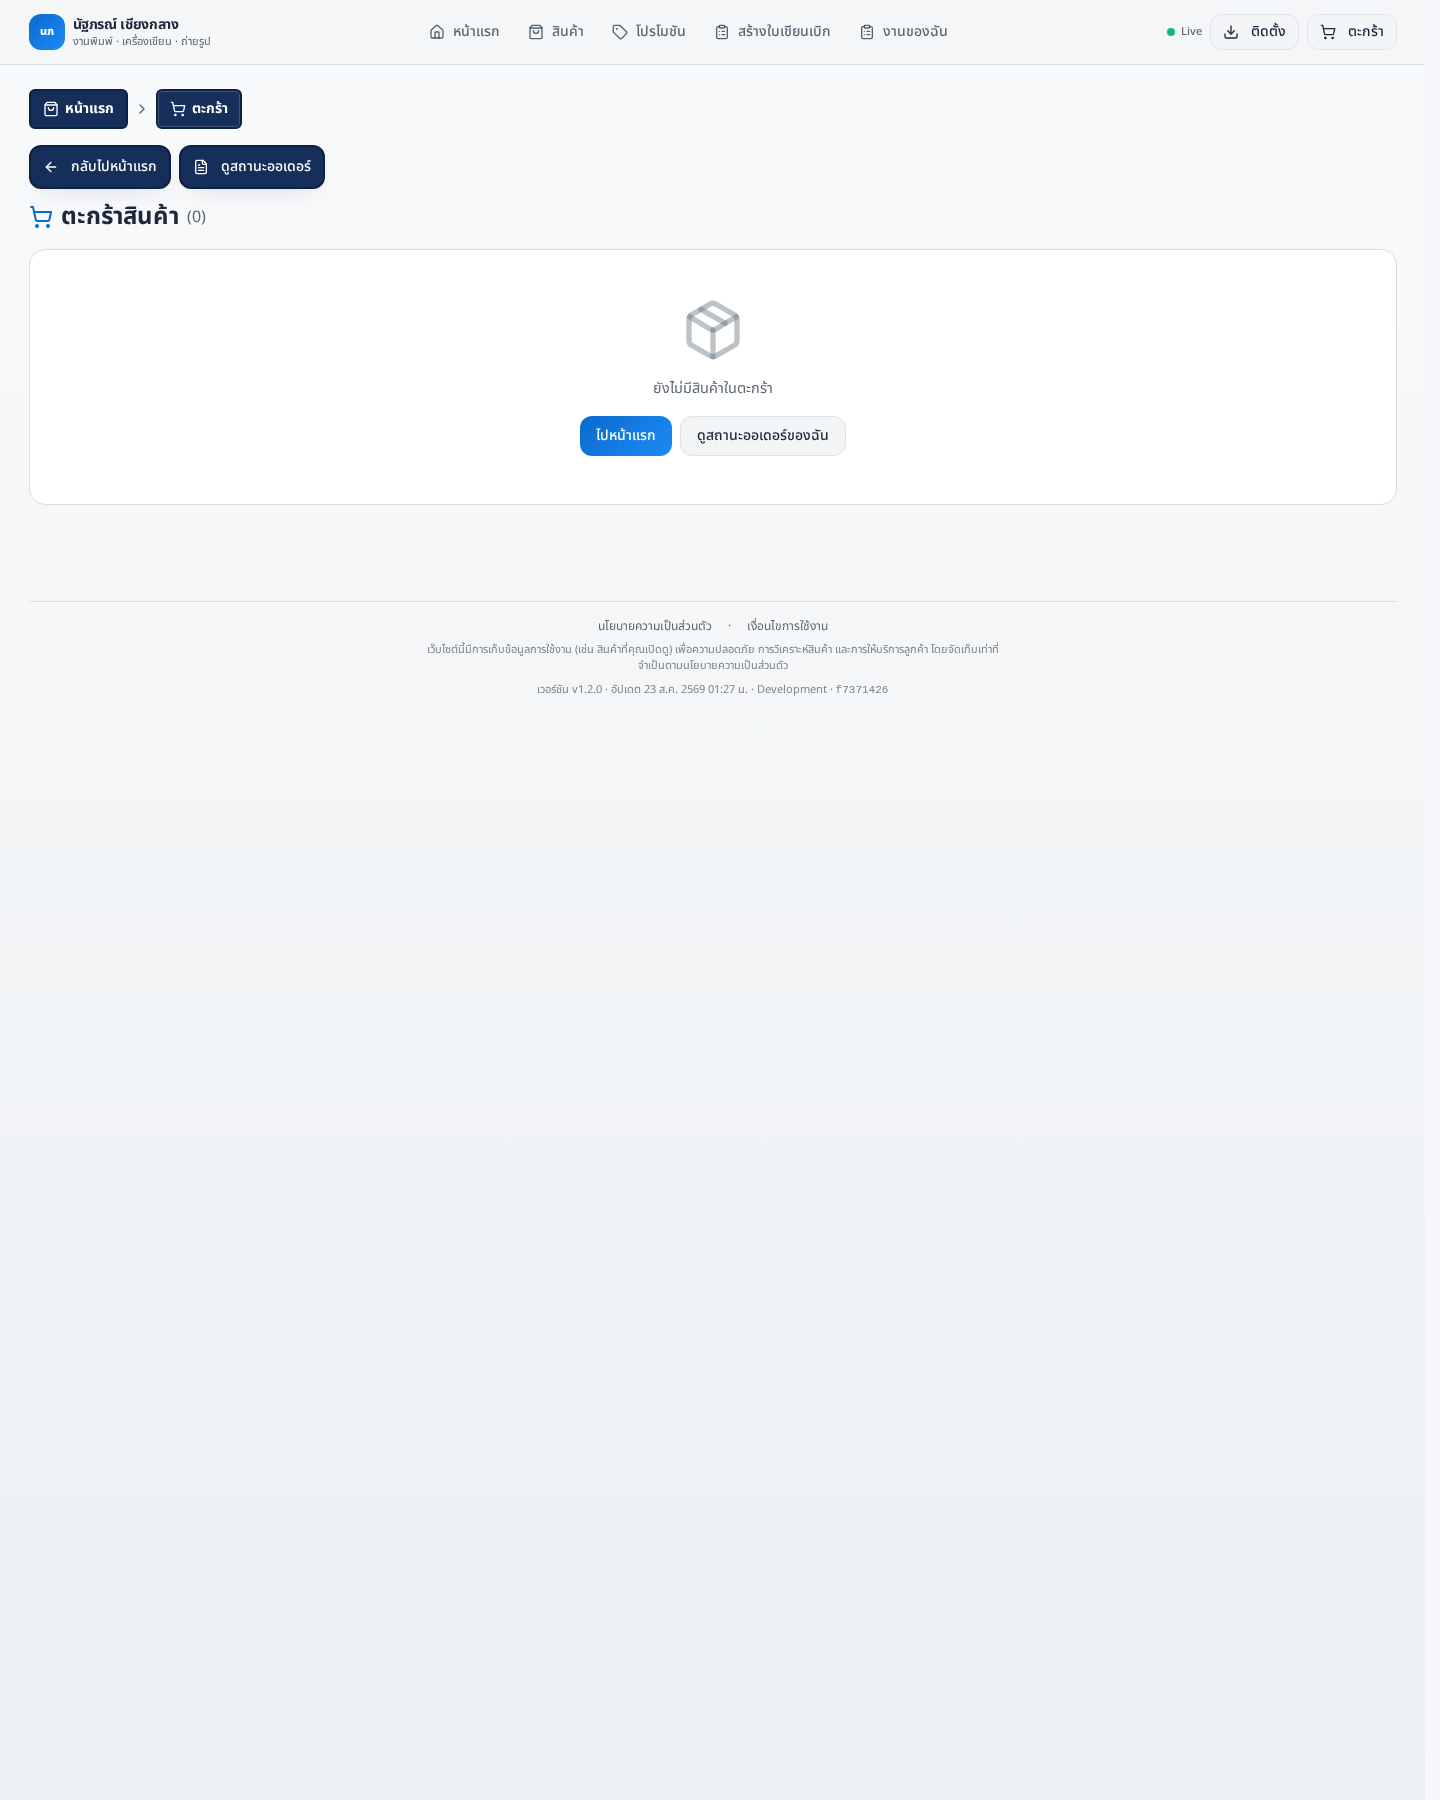 นภ
นัฐภรณ์ เชียงกลาง
งานพิมพ์ · เครื่องเขียน · ถ่ายรูป
หน้าแรก
สินค้า
โปรโมชัน
สร้างใบเขียนเบิก
งานของฉัน
Live
ติดตั้ง
ตะกร้า
หน้าแรก
ตะกร้า
กลับไปหน้าแรก
ดูสถานะออเดอร์
ตะกร้าสินค้า (0)
ยังไม่มีสินค้าในตะกร้า
ไปหน้าแรก
ดูสถานะออเดอร์ของฉัน
นโยบายความเป็นส่วนตัว · เงื่อนไขการใช้งาน
เว็บไซต์นี้มีการเก็บข้อมูลการใช้งาน (เช่น สินค้าที่คุณเปิดดู) เพื่อความปลอดภัย การวิเคราะห์สินค้า และการให้บริการลูกค้า โดยจัดเก็บเท่าที่
จำเป็นตามนโยบายความเป็นส่วนตัว
เวอร์ชัน v1.2.0 · อัปเดต 23 ส.ค. 2569 01:27 น. · Development · f7371426